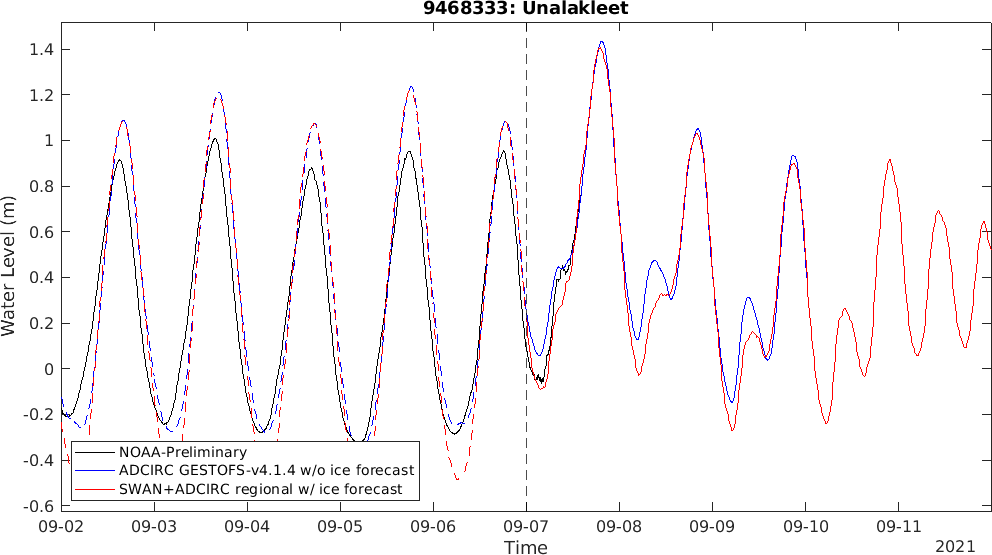 9468333: Unalakleet
Water Level (m)
1.4
1.2
1
0.8
0.6
0.4
0.2
0
-0.2
-0.4
-0.6
NOAA-Preliminary
ADCIRC GESTOFS-v4.1.4 w/o ice forecast
SWAN+ADCIRC regional w/ ice forecast
09-02 09-03 09-04 09-05 09-06 09-07 09-08 09-09 09-10 09-11
Time
2021